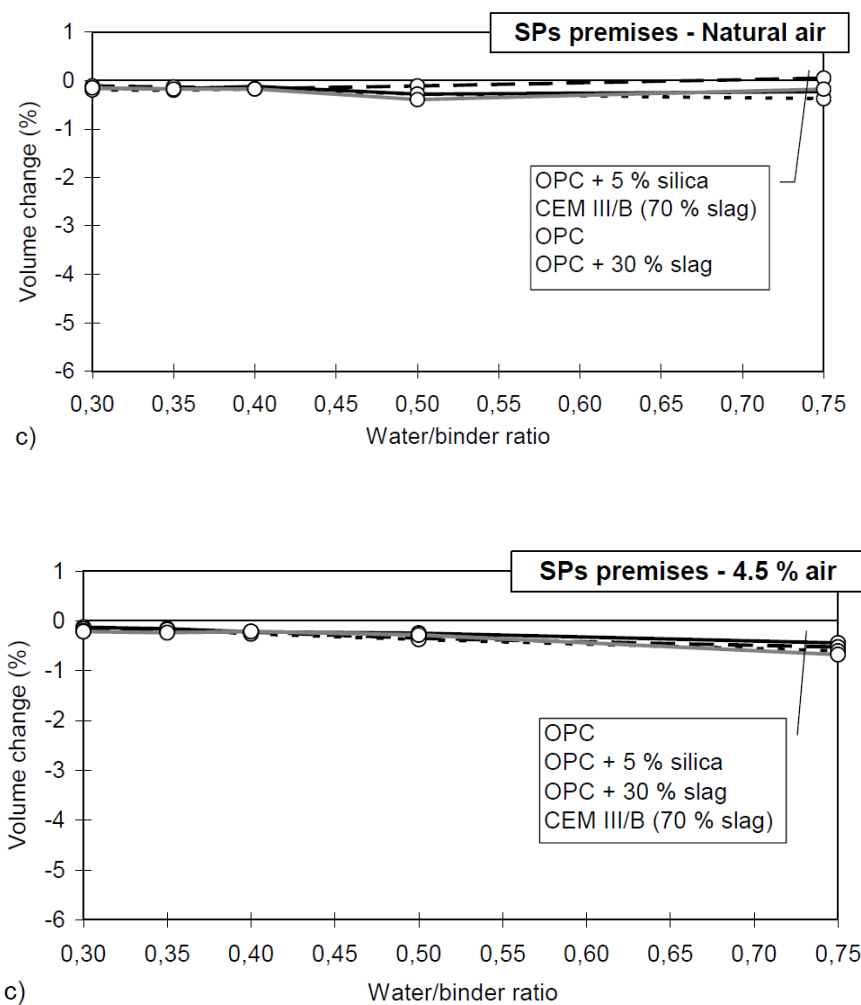 SPs premises - Natural air
1
0
-1
-2
-3
-4
-5
-6
Volume change (%)
OPC + 5 % silica
CEM III/B (70 % slag)
OPC
OPC + 30 % slag
0,30 0,35 0,40 0,50 0,55 0,60 0,65 0,70 0,75
c)
Water/binder ratio
SPs premises - 4.5 % air
1
0
-1
-2
-3
-4
-5
-6
Volume change (%)
OPC
OPC + 5 % silica
OPC + 30 % slag
CEM III/B (70 % slag)
0,30 0,35 0,40 0,50 0,55 0,60 0,65 0,70 0,75
c)
Water/binder ratio